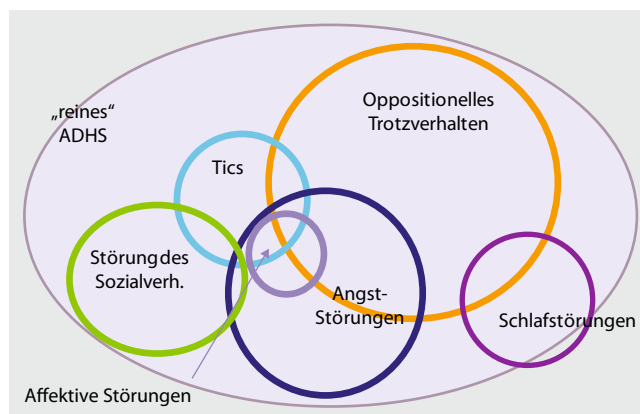 „reines“
ADHS
Oppositionelles
Trotzverhalten
Tics
Störung des
Sozialverh.
Angst-
Störungen
Schlafstörungen
Affektive Störungen